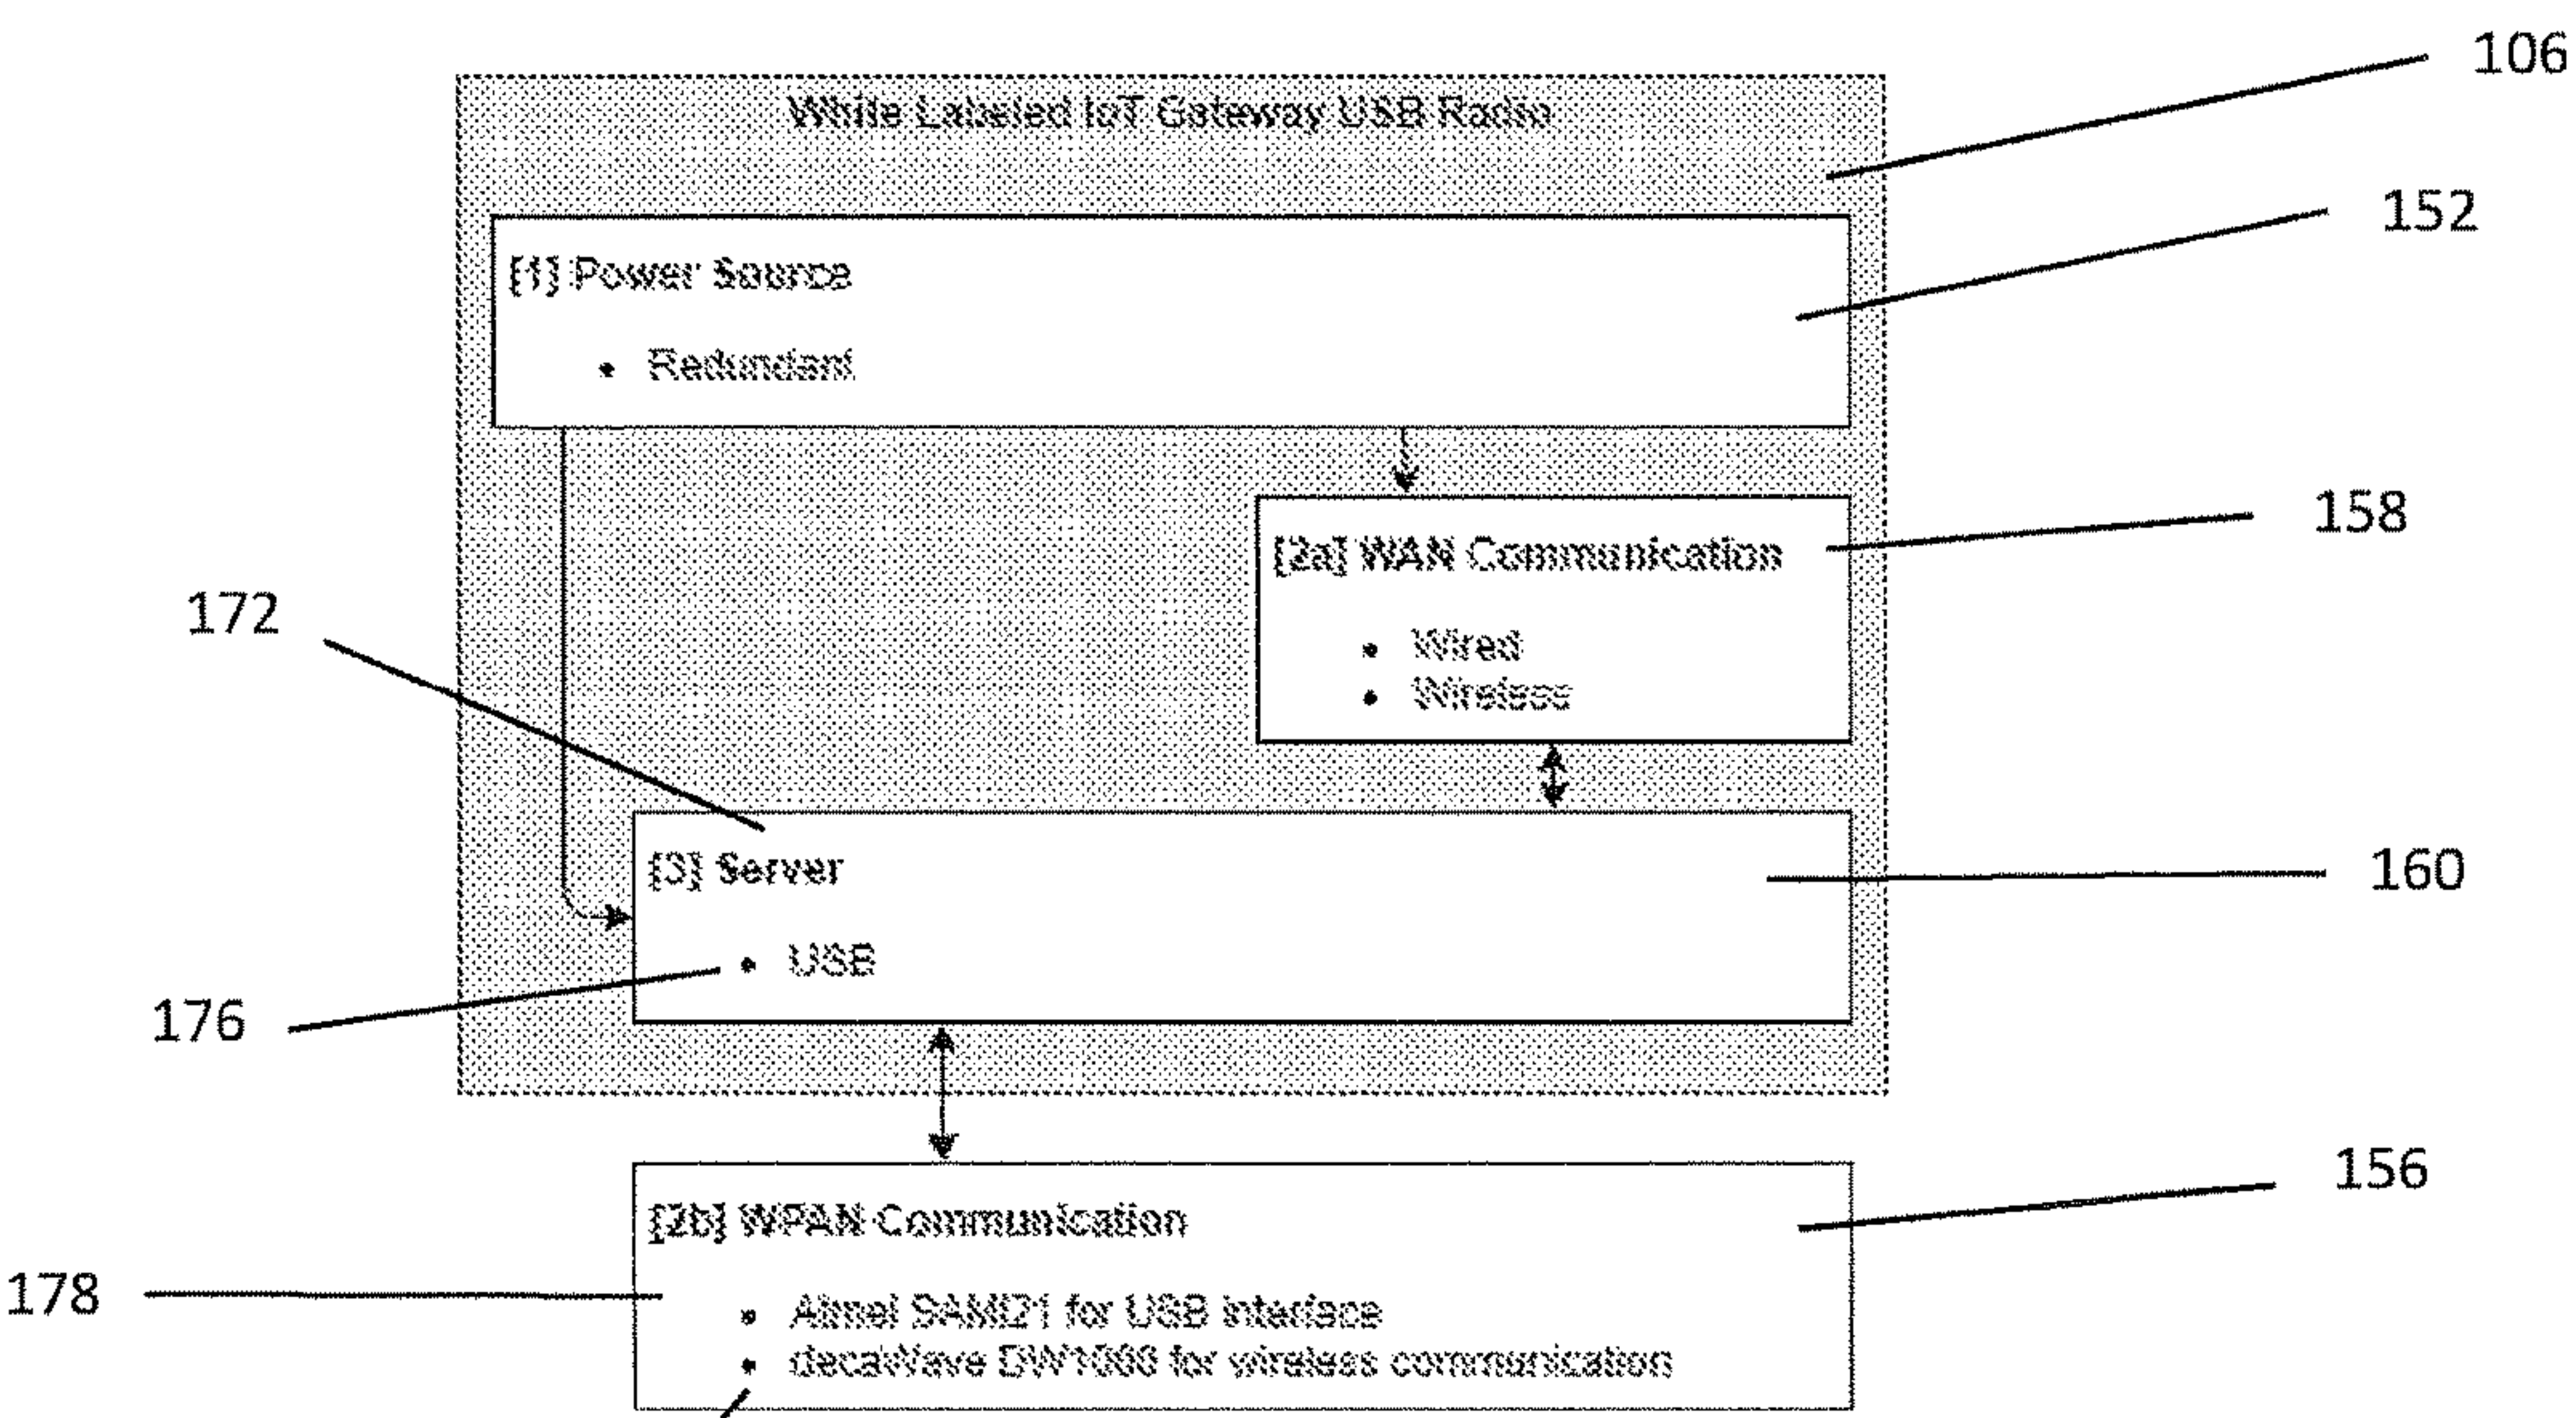 White Labeled IoT Gateway USB Radio
106
[1] Power Source
152
• Redundant
[2a] WAN Communication
158
• Wired
• Wireless
172
[3] Server
160
• USB
176
[2b] WPAN Communication
156
178
• Atmel SAMD21 for USB interface
• decaWave DW1000 for wireless communication